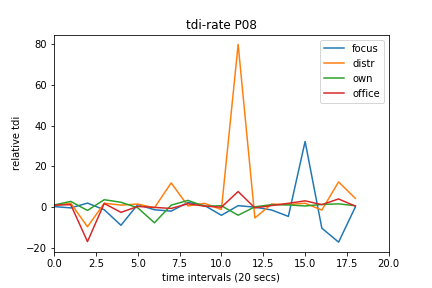 tdi-rate P08
focus
distr
own
office
relative tdi
80
60
40
20
0
−20
0.0 2.5 5.0 7.5 10.0 12.5 15.0 17.5 20.0
time intervals (20 secs)